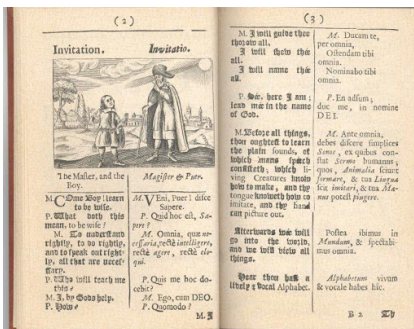 (2)
Invitation.
Invitatio.
The Master, and the
Boy.
M. COme Boy! learn
to be wise.
P. What doth this
mean, to be wise?
M. To understand
rightly, to do rightly,
and to speak out right-
ly, all that are neces-
sary.
P. Who will teach me
this?
M. I, by Gods help.
P. How?
Magister & Puer.
M. VEni, Puer! disce
Sapere.
P. Quid hoc est, Sa-
pere?
M. Omnia, quæ ne-
cessaria, recte intelligere,
recte agere, recte elo-
qui.
P. Quis me hoc do-
cebit?
M. Ego, cum DEO.
P. Quomodo?
M. I
(3)
M. I will guide thee
thorow all.
I will shew thee
all.
I will name thee
all.
P. See, here I am;
lead me in the name
of God.
M. Before all things,
thou oughtest to learn
the plain sounds, of
which mans speech
consisteth; which li-
ving Creatures know
how to make, and thy
tongue knoweth how to
imitate, and thy hand
can picture out.
Afterwards we will
go into the world,
and we will view all
things.
Here thou hast a
lively & vocal Alphabet.
M. Ducam te,
per omnia,
Ostendam tibi
omnia.
Nominabo tibi
omnia.
P. En adsum;
duc me, in nomine
DEI.
M. Ante omnia,
debes discere simplices
Sonos, ex quibus con-
stat Sermo humanus;
quos, Animalia sciunt
formare, & tua Lingua
scit imitari, & tua Ma-
nus potest pingere.
Postea ibimus in
Mundum, & spectabi-
mus omnia.
Alphabetum vivum
& vocale habes hic.
B 2
Th